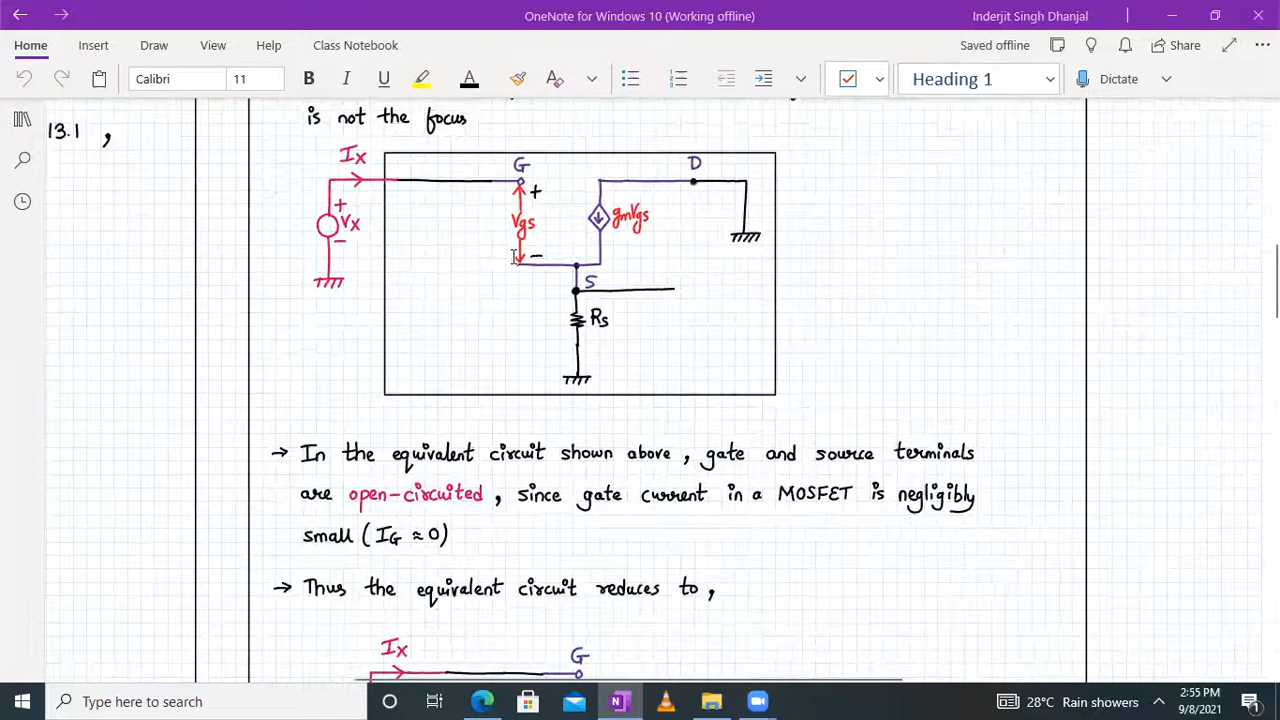 OneNote for Windows 10 (Working offline)
Inderjit Singh Dhanjal
Home Insert Draw View Help Class Notebook
Saved offline
Share
Calibri 11 B I U A
Heading 1
Dictate
13.1 ,
is not the focus
Ix
G
D
+
+
Vx
Vgs
gmVgs
-
-
S
Rs
→ In the equivalent circuit shown above, gate and source terminals
are open-circuited, since gate current in a MOSFET is negligibly
small (IG ≈ 0)
→ Thus the equivalent circuit reduces to,
Ix
G
Type here to search
28°C Rain showers
2:55 PM
9/8/2021